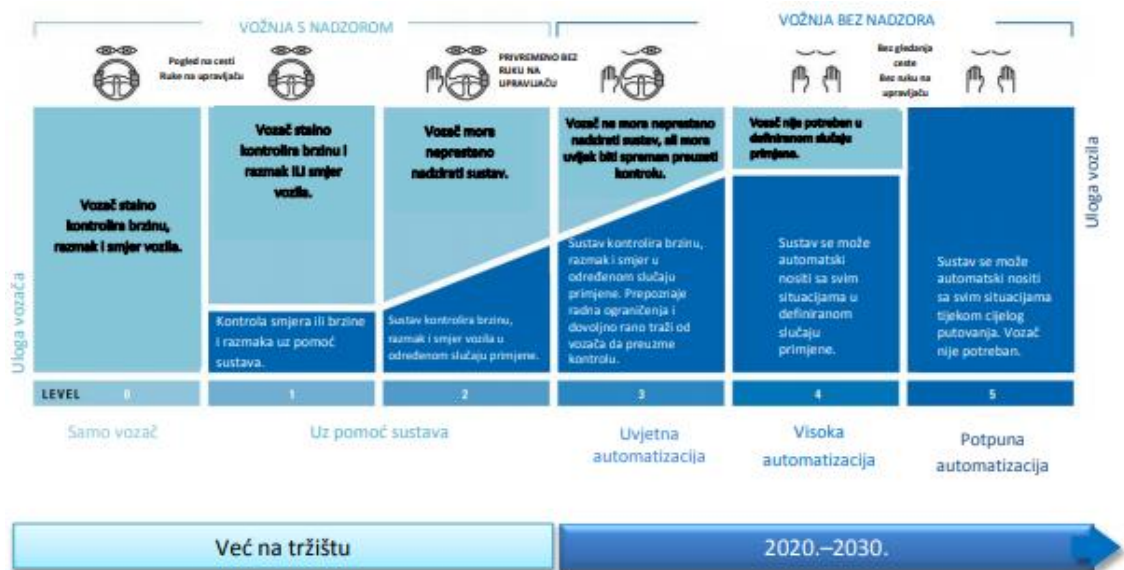 VOŽNJA S NADZOROM
VOŽNJA BEZ NADZORA
Pogled na cesti
Ruke na upravljaču
PRIVREMENO BEZ
RUKU NA
UPRAVLJAČU
Bez gledanja
ceste
Bez ruku na
upravljaču
Uloga vozača
Vozač stalno
kontrolira brzinu,
razmak i smjer vozila.
Vozač stalno
kontrolira brzinu i
razmak ILI smjer
vozila.
Kontrola smjera ili brzine
i razmaka uz pomoć
sustava.
Vozač mora
neprestano
nadzirati sustav.
Sustav kontrolira brzinu,
razmak i smjer vozila u
određenom slučaju primjene.
Vozač ne mora neprestano
nadzirati sustav, ali mora
uvijek biti spreman preuzeti
kontrolu.
Sustav kontrolira brzinu,
razmak i smjer u
određenom slučaju
primjene. Prepoznaje
radna ograničenja i
dovoljno rano traži od
vozača da preuzme
kontrolu.
Vozač nije potreban u
definiranom slučaju
primjene.
Sustav se može
automatski
nositi sa svim
situacijama u
definiranom
slučaju
primjene.
Sustav se može
automatski nositi
sa svim situacijama
tijekom cijelog
putovanja. Vozač
nije potreban.
Uloga vozila
LEVEL 0 1 2 3 4 5
Samo vozač
Uz pomoć sustava
Uvjetna
automatizacija
Visoka
automatizacija
Potpuna
automatizacija
Već na tržištu
2020.–2030.